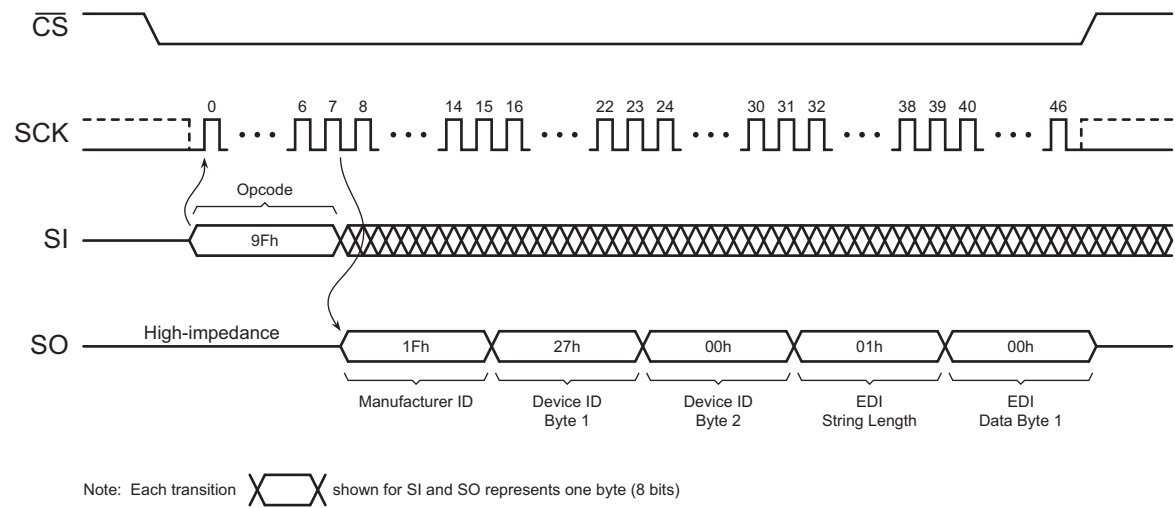 CS
0 6 7 8 14 15 16 22 23 24 30 31 32 38 39 40 46
SCK
Opcode
SI
9Fh
High-impedance
SO
1Fh 27h 00h 01h 00h
Manufacturer ID Device ID Device ID EDI EDI
Byte 1 Byte 2 String Length Data Byte 1
Note: Each transition shown for SI and SO represents one byte (8 bits)